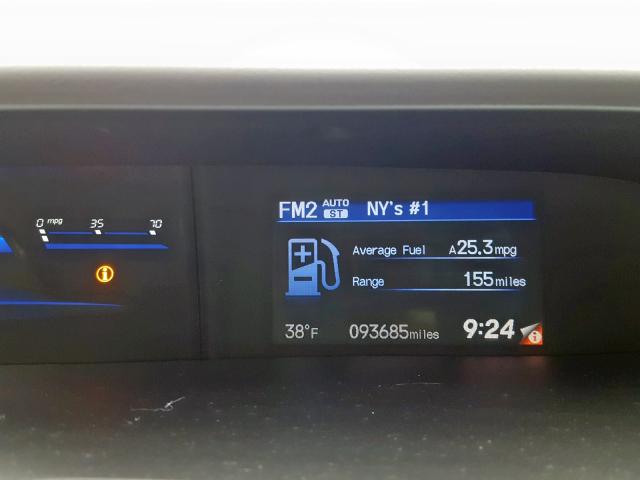 FM2 AUTO ST NY's #1
0 mpg 35 70
Average Fuel A25.3mpg
Range 155miles
38°F 093685miles 9:24